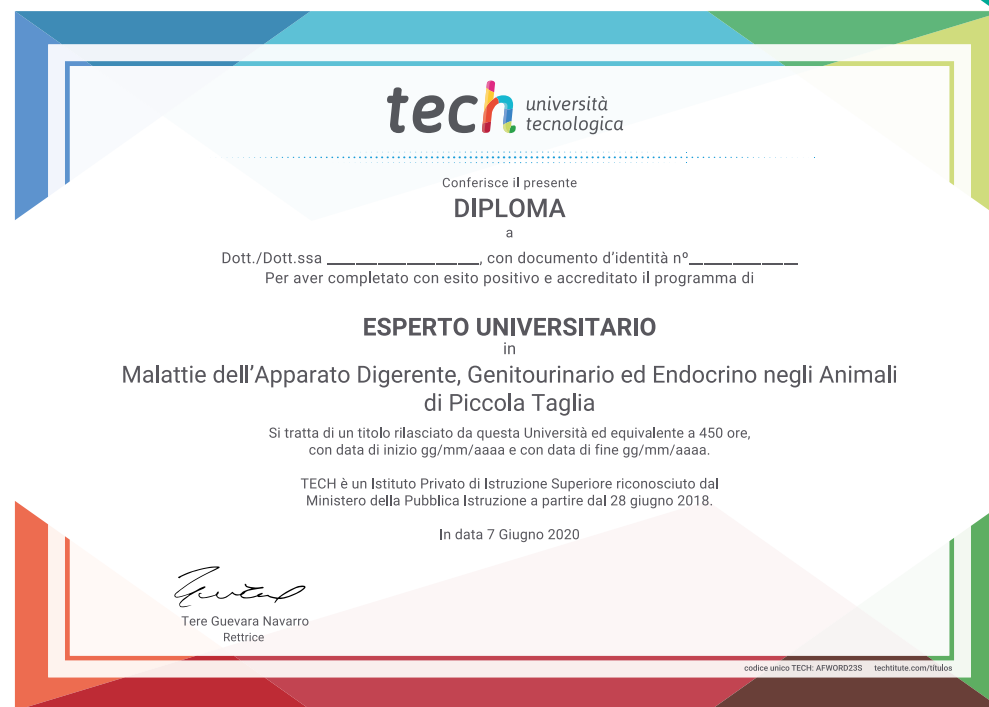 tech università
tecnologica
Conferisce il presente
DIPLOMA
a
Dott./Dott.ssa ________________, con documento d'identità nº____________
Per aver completato con esito positivo e accreditato il programma di
ESPERTO UNIVERSITARIO
in
Malattie dell'Apparato Digerente, Genitourinario ed Endocrino negli Animali
di Piccola Taglia
Si tratta di un titolo rilasciato da questa Università ed equivalente a 450 ore,
con data di inizio gg/mm/aaaa e con data di fine gg/mm/aaaa.
TECH è un Istituto Privato di Istruzione Superiore riconosciuto dal
Ministero della Pubblica Istruzione a partire dal 28 giugno 2018.
In data 7 Giugno 2020
Tere Guevara Navarro
Rettrice
codice unico TECH: AFWORD23S techtitute.com/títulos